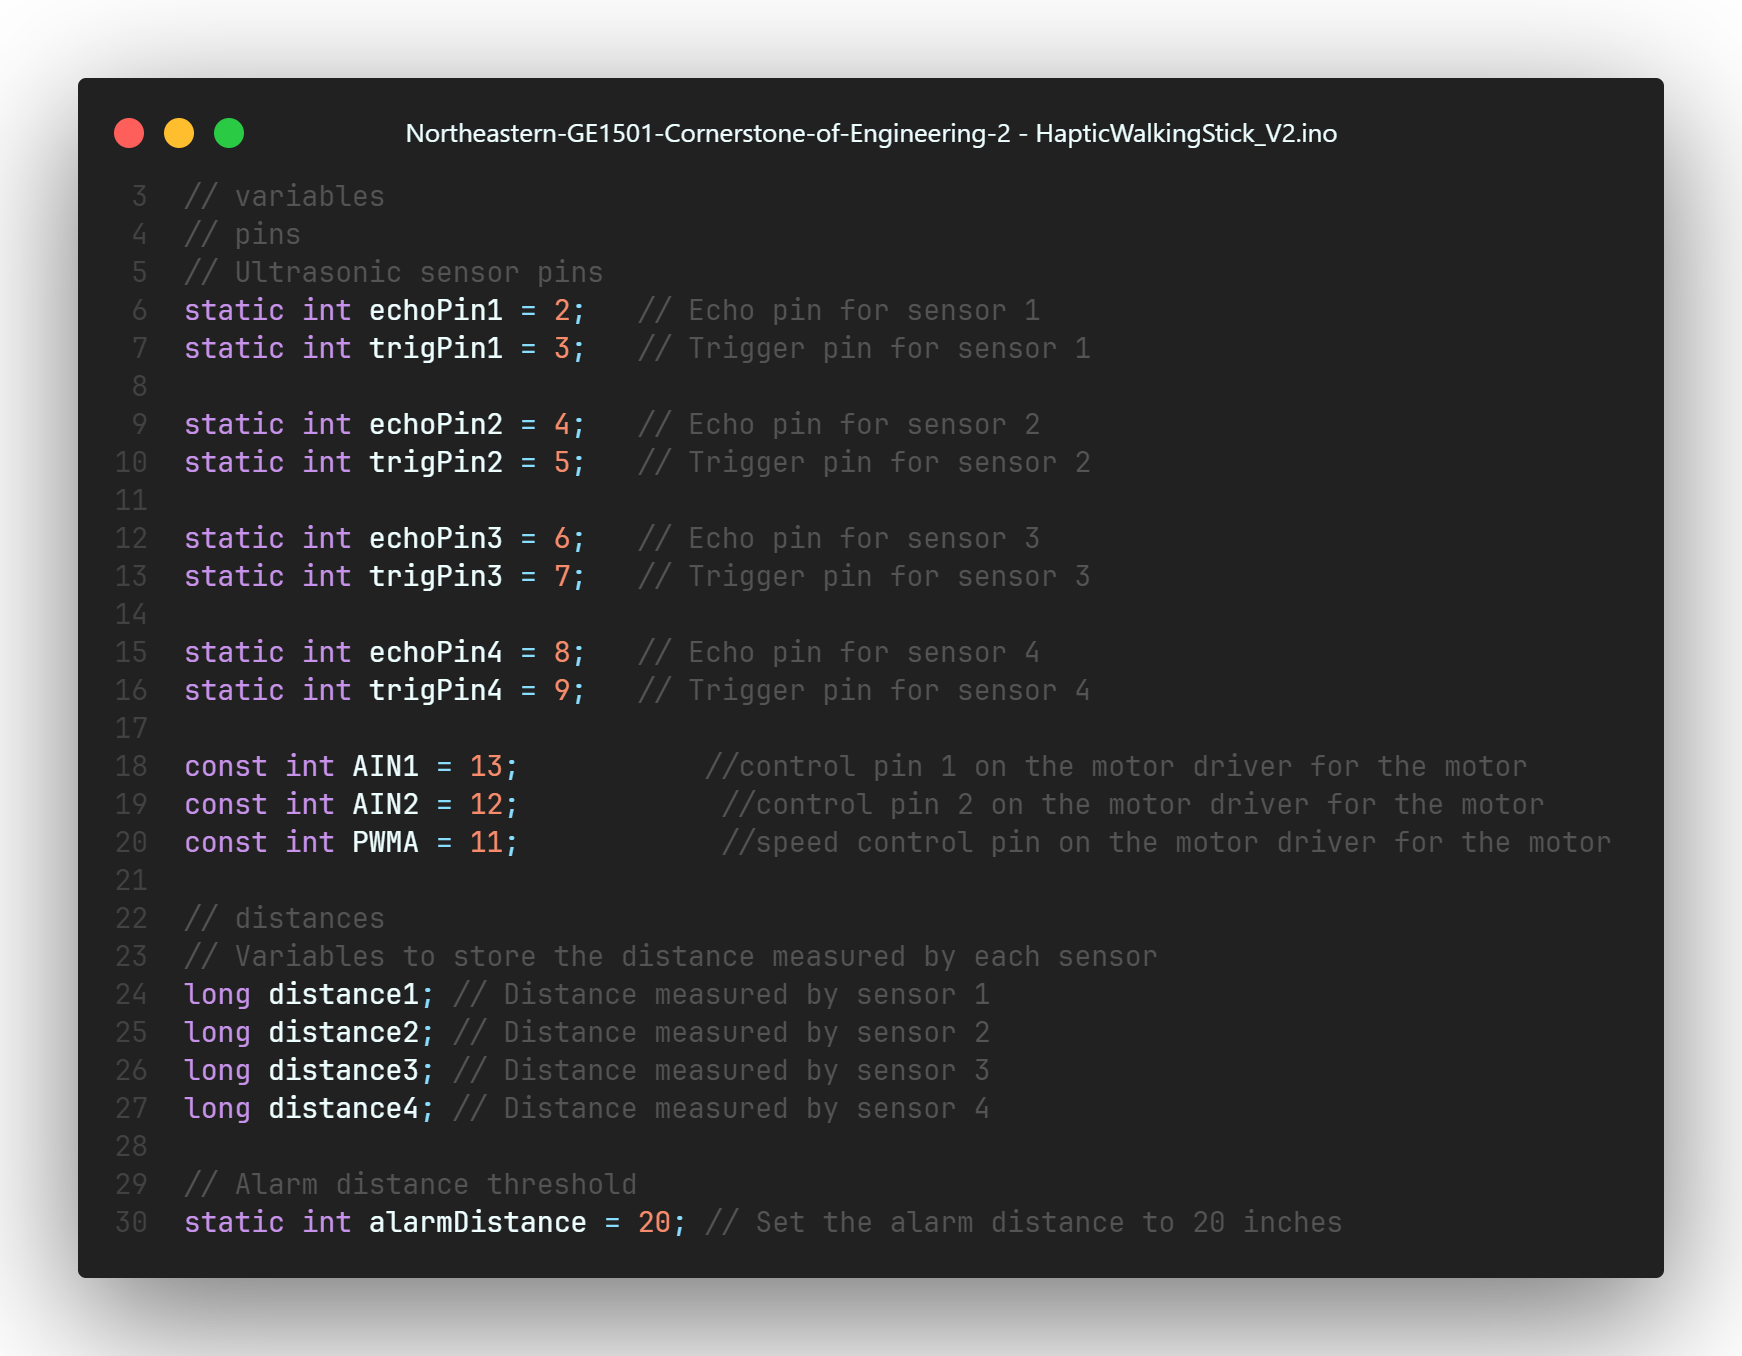 Northeastern-GE1501-Cornerstone-of-Engineering-2 - HapticWalkingStick_V2.ino
3 // variables
4 // pins
5 // Ultrasonic sensor pins
6 static int echoPin1 = 2;   // Echo pin for sensor 1
7 static int trigPin1 = 3;   // Trigger pin for sensor 1
8
9 static int echoPin2 = 4;   // Echo pin for sensor 2
10 static int trigPin2 = 5;   // Trigger pin for sensor 2
11
12 static int echoPin3 = 6;   // Echo pin for sensor 3
13 static int trigPin3 = 7;   // Trigger pin for sensor 3
14
15 static int echoPin4 = 8;   // Echo pin for sensor 4
16 static int trigPin4 = 9;   // Trigger pin for sensor 4
17
18 const int AIN1 = 13;           //control pin 1 on the motor driver for the motor
19 const int AIN2 = 12;            //control pin 2 on the motor driver for the motor
20 const int PWMA = 11;            //speed control pin on the motor driver for the motor
21
22 // distances
23 // Variables to store the distance measured by each sensor
24 long distance1; // Distance measured by sensor 1
25 long distance2; // Distance measured by sensor 2
26 long distance3; // Distance measured by sensor 3
27 long distance4; // Distance measured by sensor 4
28
29 // Alarm distance threshold
30 static int alarmDistance = 20; // Set the alarm distance to 20 inches